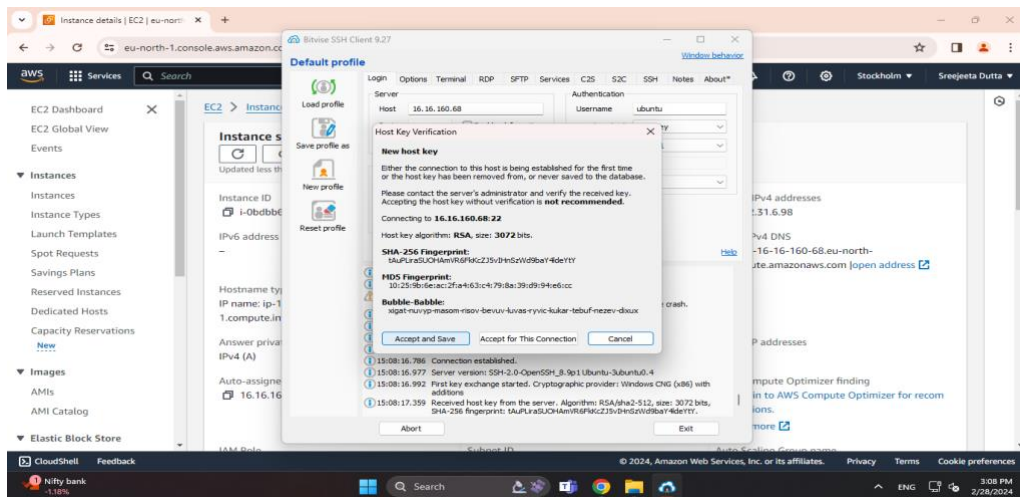 Instance details | EC2 | eu-north-
eu-north-1.console.aws.amazon.co
aws
Services
Search
Stockholm
Sreejeeta Dutta
EC2 Dashboard
EC2 Global View
Events
Instances
Instances
Instance Types
Launch Templates
Spot Requests
Savings Plans
Reserved Instances
Dedicated Hosts
Capacity Reservations
New
Images
AMIs
AMI Catalog
Elastic Block Store
EC2 > Instanc
Instance s
Updated less th
Instance ID
i-0bdbb6
IPv6 address
–
Hostname ty
IP name: ip-1
1.compute.in
Answer priva
IPv4 (A)
Auto-assigne
16.16.16
IAM Role
Subnet ID
Auto Scaling Group name
Bitvise SSH Client 9.27
Default profile
Window behavior
Load profile
Save profile as
New profile
Reset profile
Login Options Terminal RDP SFTP Services C2S S2C SSH Notes About*
Server
Host 16.16.160.68
Authentication
Username ubuntu
Help
Host Key Verification
New host key
Either the connection to this host is being established for the first time
or the host key has been removed from, or never saved to the database.
Please contact the server's administrator and verify the received key.
Accepting the host key without verification is not recommended.
Connecting to 16.16.160.68:22
Host key algorithm: RSA, size: 3072 bits.
SHA-256 Fingerprint:
MD5 Fingerprint:
10:25:9b:6e:ac:2f:a4:63:c4:79:8a:39:d9:94:e6:cc
Bubble-Babble:
xigat-nuvyp-masom-risov-bevuv-luvas-ryvic-kukar-tebuf-nezev-dixux
Accept and Save
Accept for This Connection
Cancel
crash.
15:08:16.786 Connection established.
15:08:16.977 Server version: SSH-2.0-OpenSSH_8.9p1 Ubuntu-3ubuntu0.4
15:08:16.992 First key exchange started. Cryptographic provider: Windows CNG (x86) with
additions
15:08:17.359 Received host key from the server. Algorithm: RSA/sha2-512, size: 3072 bits,
SHA-256 fingerprint:
Abort
Exit
IPv4 addresses
.31.6.98
Pv4 DNS
-16-16-160-68.eu-north-
ute.amazonaws.com |open address
P addresses
mpute Optimizer finding
in to AWS Compute Optimizer for recom
ions.
more
CloudShell
Feedback
© 2024, Amazon Web Services, Inc. or its affiliates.
Privacy
Terms
Cookie preferences
Nifty bank
-1.18%
Search
ENG
3:08 PM
2/28/2024